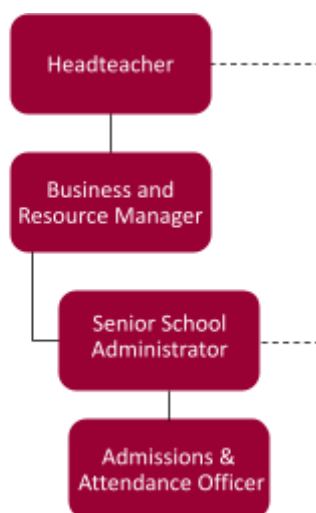 Headteacher
Business and
Resource Manager
Senior School
Administrator
Admissions &
Attendance Officer